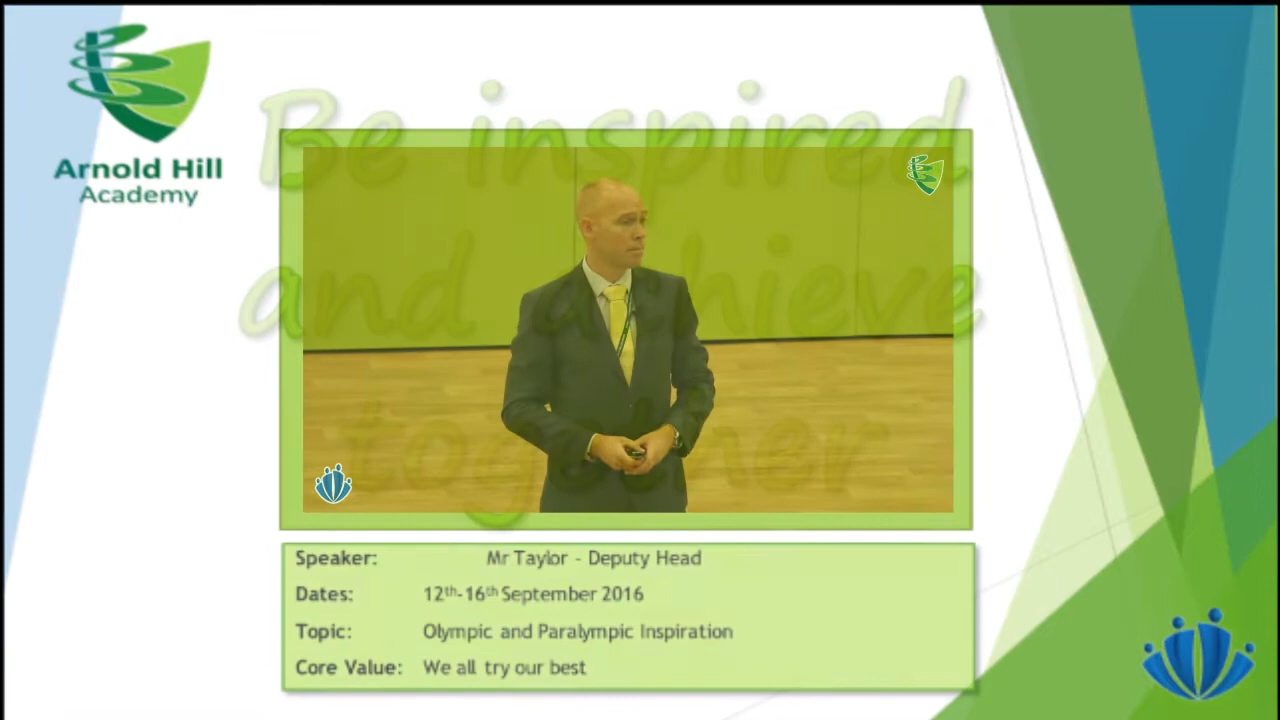 Arnold Hill
Academy
Be inspired
and achieve
together
Speaker: Mr Taylor - Deputy Head
Dates: 12th-16th September 2016
Topic: Olympic and Paralympic Inspiration
Core Value: We all try our best